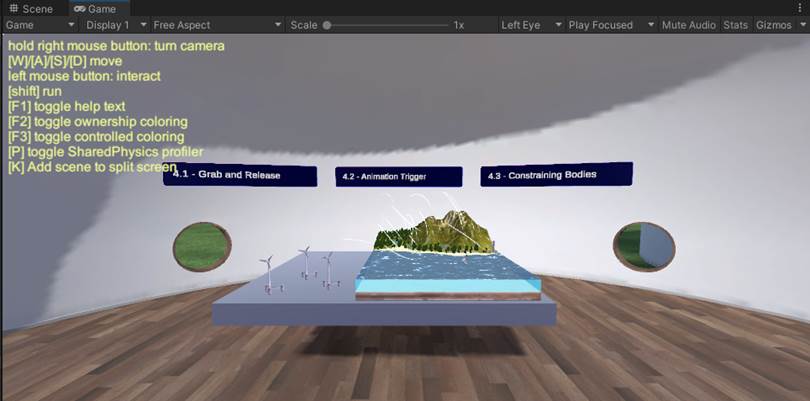 Scene Game
Game Display 1 Free Aspect Scale 1x Left Eye Play Focused Mute Audio Stats Gizmos
hold right mouse button: turn camera
[W]/[A]/[S]/[D] move
left mouse button: interact
[shift] run
[F1] toggle help text
[F2] toggle ownership coloring
[F3] toggle controlled coloring
[P] toggle SharedPhysics profiler
[K] Add scene to split screen
4.1 - Grab and Release
4.2 - Animation Trigger
4.3 - Constraining Bodies